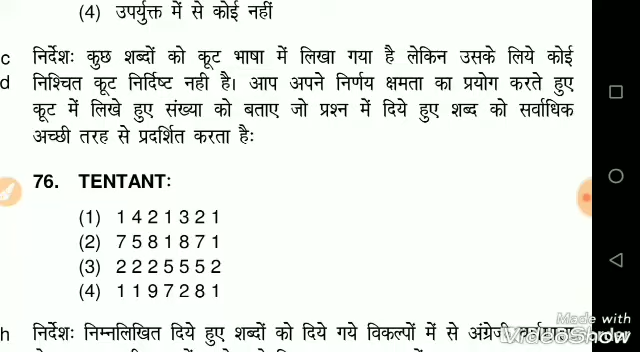 (4) उपर्युक्त में से कोई नहीं
c निर्देशः कुछ शब्दों को कूट भाषा में लिखा गया है लेकिन उसके लिये कोई
d निश्चित कूट निर्दिष्ट नही है। आप अपने निर्णय क्षमता का प्रयोग करते हुए
कूट में लिखे हुए संख्या को बताए जो प्रश्न में दिये हुए शब्द को सर्वाधिक
अच्छी तरह से प्रदर्शित करता हैः
76. TENTANT:
(1) 1 4 2 1 3 2 1
(2) 7 5 8 1 8 7 1
(3) 2 2 2 5 5 5 2
(4) 1 1 9 7 2 8 1
Made with
h निर्देशः निम्नलिखित दिये हुए शब्दों को दिये गये विकल्पों में से अंग्रेजी